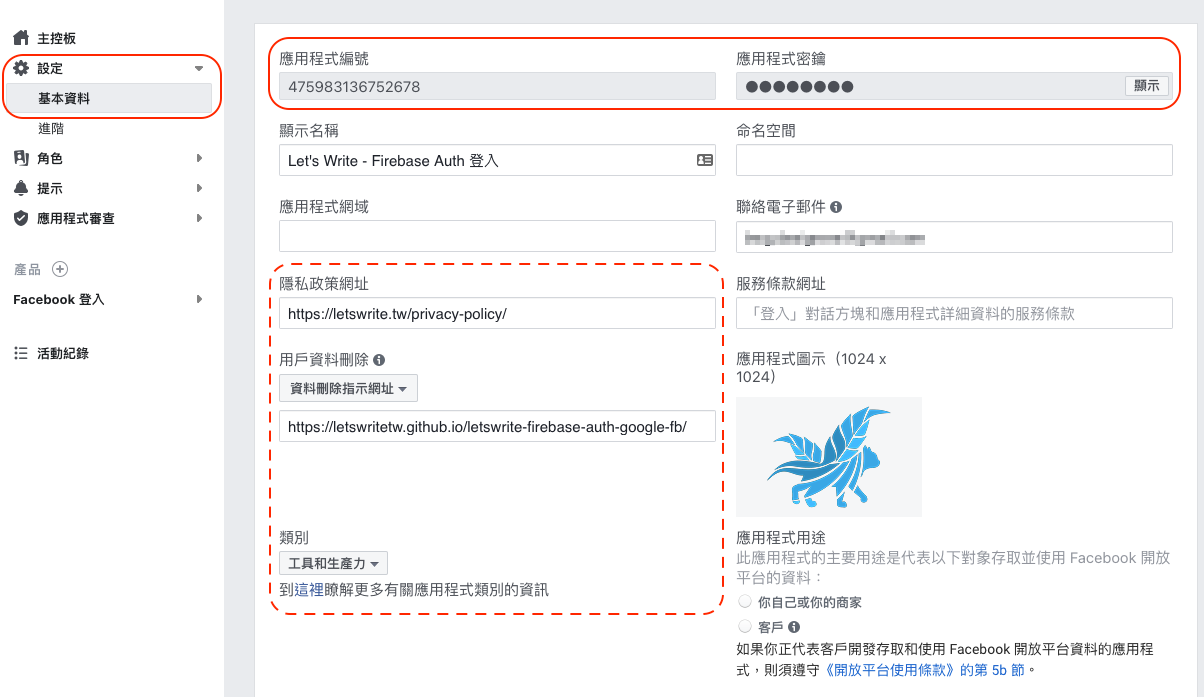 主控板
設定
基本資料
進階
角色
提示
應用程式審查
產品
Facebook 登入
活動紀錄
應用程式編號
475983136752678
應用程式密鑰
顯示
顯示名稱
Let's Write - Firebase Auth 登入
命名空間
應用程式網域
聯絡電子郵件
隱私政策網址
https://letswrite.tw/privacy-policy/
服務條款網址
「登入」對話方塊和應用程式詳細資料的服務條款
用戶資料刪除
資料刪除指示網址
https://letswritetw.github.io/letswrite-firebase-auth-google-fb/
應用程式圖示（1024 x
1024）
類別
工具和生產力
到這裡瞭解更多有關應用程式類別的資訊
應用程式用途
此應用程式的主要用途是代表以下對象存取並使用 Facebook 開放
平台的資料：
你自己或你的商家
客戶
如果你正代表客戶開發存取和使用 Facebook 開放平台資料的應用程
式，則須遵守《開放平台使用條款》的第 5b 節。